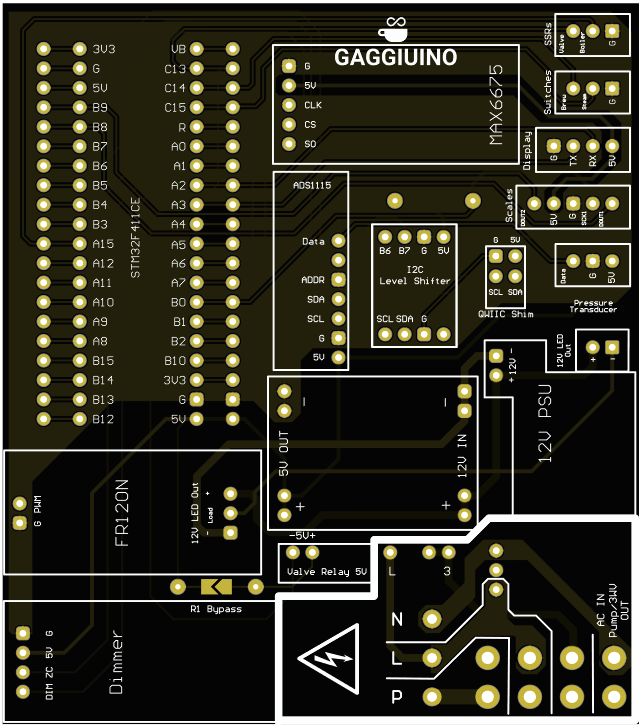 GAGGIUINO
SSRs
Valve
Boiler
G
Switches
Brew
Steam
G
Display
G
TX
RX
5V
Scales
DOUT2
5V
G
SCK1
DOUT1
Data
G
5V
Pressure
Transducer
3V3
G
5V
B9
B8
B7
B6
B5
B4
B3
A15
A12
A11
A10
A9
A8
B15
B14
B13
B12
STM32F411CE
VB
C13
C14
C15
R
A0
A1
A2
A3
A4
A5
A6
A7
B0
B1
B2
B10
3V3
G
5V
G
5V
CLK
CS
SO
MAX6675
ADS1115
Data
ADDR
SDA
SCL
G
5V
B6 B7 G 5V
I2C
Level Shifter
SCL SDA G
G 5V
SCL SDA
QWIIC Shim
12V LED
Out
+ -
- 12V +
12V PSU
5V OUT
- +
12V IN
- +
G PWM
FR120N
12V LED Out
- Load +
-5V+
Valve Relay 5V
R1 Bypass
DIM ZC 5V G
Dimmer
L
3
N
L
P
AC IN
Pump/3WV
OUT